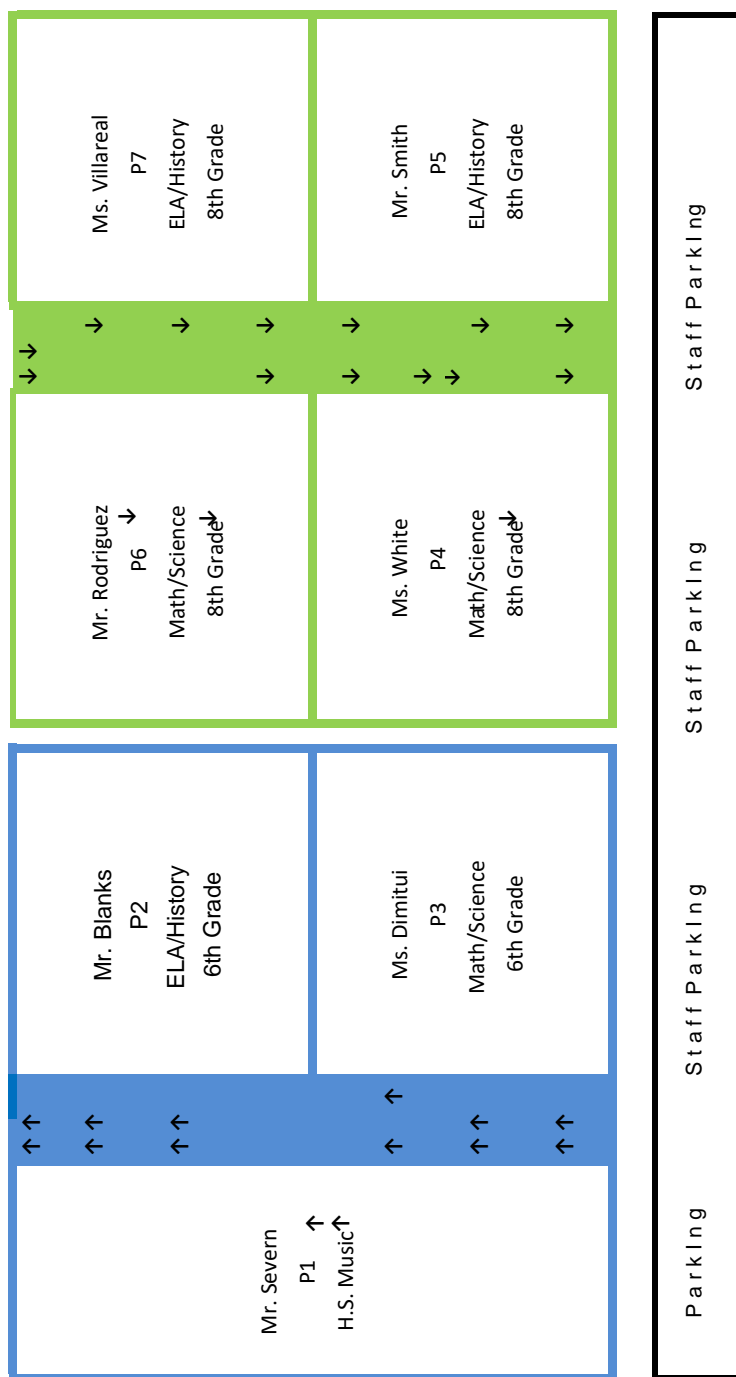 Ms. Villareal
P7
ELA/History
8th Grade
Mr. Smith
P5
ELA/History
8th Grade
Mr. Rodriguez
P6
Math/Science
8th Grade
Ms. White
P4
Math/Science
8th Grade
Mr. Blanks
P2
ELA/History
6th Grade
Ms. Dimitui
P3
Math/Science
6th Grade
Mr. Severn
P1
H.S. Music
Parking Staff Parking Staff Parking Staff Parking